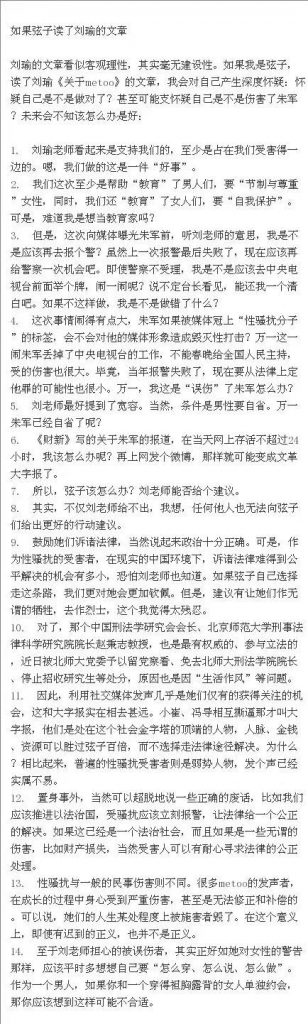 如果弦子读了刘瑜的文章
刘瑜的文章看似客观理性，其实毫无建设性。如果我是弦子，
读了刘瑜《关于metoo》的文章，我会对自己产生深度怀疑：怀
疑自己是不是做对了？甚至可能支怀疑自己是不是伤害了朱军
？未来会不知该怎么办是好：
1. 刘瑜老师看起来是支持我们的，至少是占在我们受害得一
边的。嗯，我们做的这是一件“好事”。
2. 我们这次至少是帮助“教育”了男人们，要“节制与尊重
”女性，同时，我们还“教育”了女人们，要“自我保护”。
可是，难道我是想当教育家吗？
3. 但是，这次向媒体曝光朱军前，听刘老师的意思，我是不
是应该再去报个警？虽然上一次报警最后失败了，现在应该再
给警察一次机会吧。即使警察不受理，我是不是应该去中央电
视台前面举个牌，闹一闹呢？说不定台长看见，能还我一个清
白吧。如果不这样做，我是不是做错了什么？
4. 这次事情闹得有点大，朱军如果被媒体冠上“性骚扰分子”
的标签，会不会对他的媒体形象造成毁灭性打击？万一这一
闹朱军丢掉了中央电视台的工作，不能春晚给全国人民主持，
受的伤害也很大。毕竟，当年报警失败了，现在要从法律上定
他罪的可能性也很小。万一，我这是“误伤”了朱军怎么办？
5. 刘老师最好提到了宽容。当然，条件是男性要自省。万一
朱军已经自省了呢？
6. 《财新》写的关于朱军的报道，在当天网上存活不超过24
小时，我该怎么办呢？再上网发个微博，那样就可能变成文革
大字报了。
7. 所以，弦子该怎么办？刘老师能否给个建议。
8. 其实，不仅刘老师给不出，我想，任何他人也无法向弦子
们给出更好的行动建议。
9. 鼓励她们诉诸法律，当然说起来政治十分正确。可是，作
为性骚扰的受害者，在现实的中国环境下，诉诸法律难得到公
平解决的机会有多小，恐怕刘老师也知道。如果弦子自己选择
走这条路，我们更对她会更加钦佩。但是，建议有让她们作无
谓的牺牲，去作烈士，这个我觉得太残忍。
10. 对了，那个中国刑法学研究会会长、北京师范大学刑事法
律科学研究院院长赵秉志教授，也是最有权威的、参与立法的
，近日被北师大党委予以留党察看、免去北师大刑法学院院长
、停止招收研究生等处分，原因也是因“生活作风”等问题。
11. 因此，利用社交媒体发声几乎是她们仅有的获得关注的机
会，这和大字报实在相去甚远。小崔、冯导相互撕逼那才叫大
字报，他们是处在这个社会金字塔的顶端的人物，人脉、金钱
、资源可以胜过弦子百倍，而不选择走法律途径解决。为什么
？相比起来，普遍的性骚扰受害者则是弱势人物，发个声已经
实属不易。
12. 置身事外，当然可以超脱地说一些正确的废话，比如我们
应该推进以法治国，受骚扰应该立刻报警，让法律给一个公正
的解决。如果这已经是一个法治社会，而且如果是一些无谓的
伤害，比如财产损失，当然受害人可以有耐心寻求法律的公正
处理。
13. 性骚扰与一般的民事伤害则不同。很多metoo的发声者，
在成长的过程中身心受到严重伤害，甚至是无法修正和补偿的
。可以说，她们的人生某处程度上被施害者毁了。在这个意义
上，即使有迟到的正义，也并不是正义。
14. 至于刘老师担心的被误伤者，其实正好如她对女性的警告
那样，应该平时多想想自己要“怎么穿、怎么说、怎么做”。
作为一个男人，如果你和一个穿得袒胸露背的女人单独约会，
那你应该想到这样可能不合适。